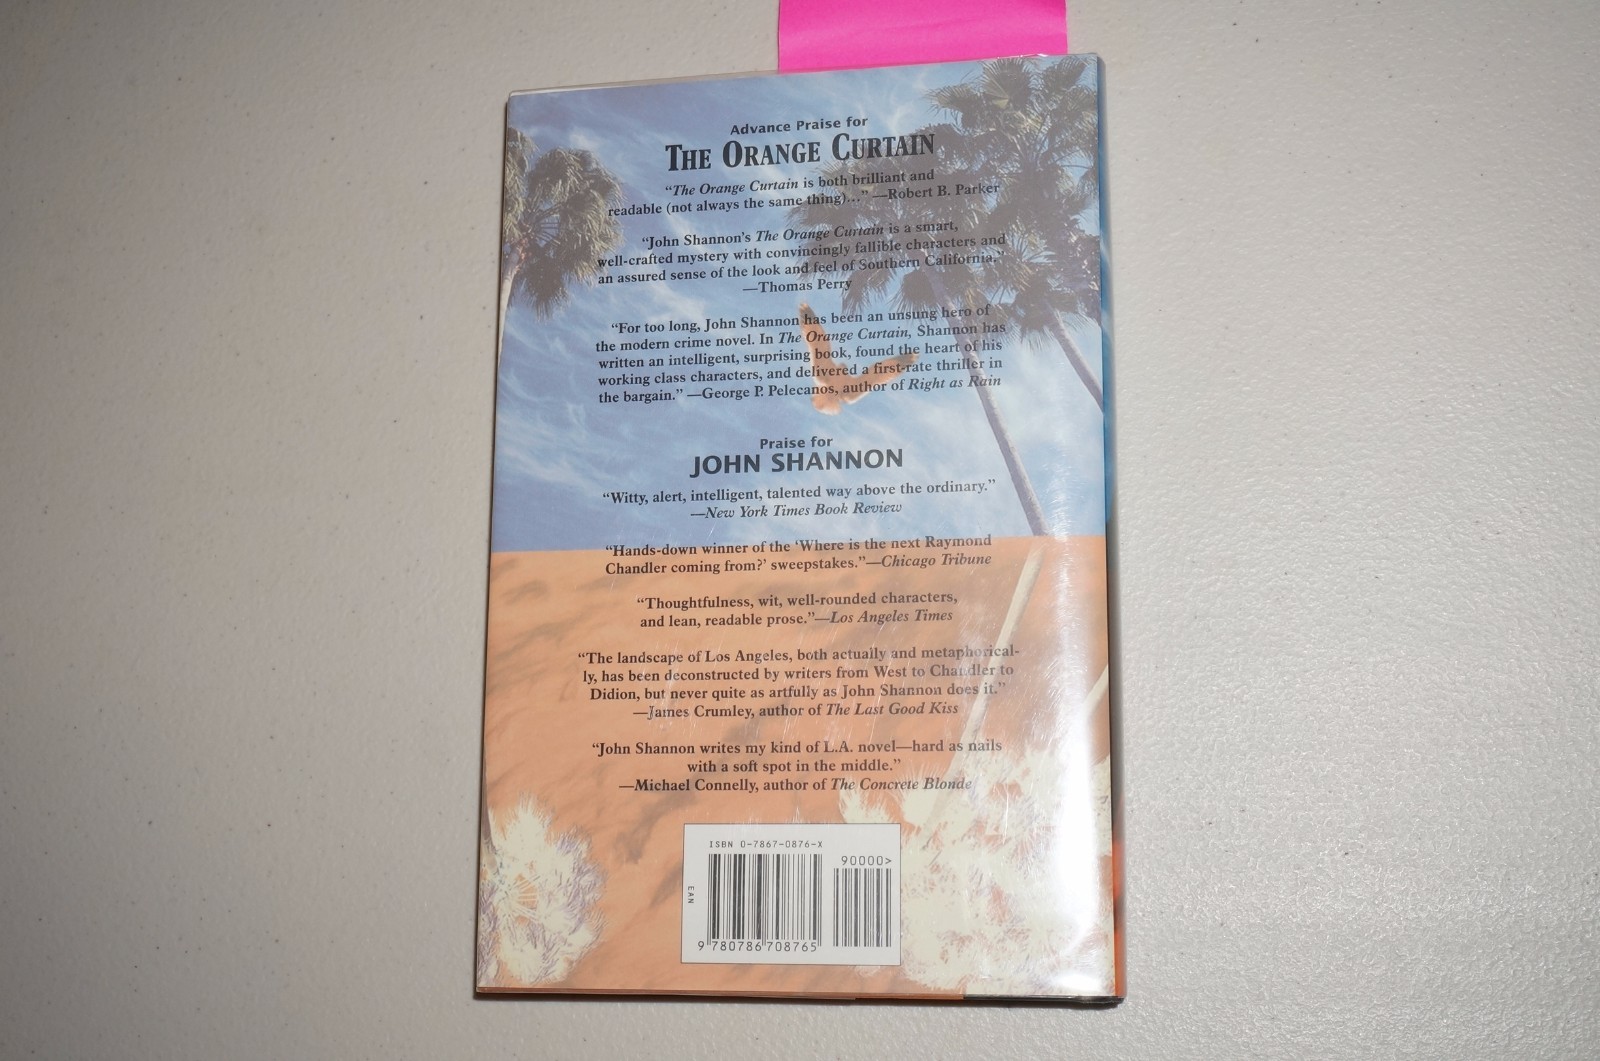 Advance Praise for
THE ORANGE CURTAIN
“The Orange Curtain is both brilliant and
readable (not always the same thing)...” —Robert B. Parker
“John Shannon’s The Orange Curtain is a smart,
well-crafted mystery with convincingly fallible characters and
an assured sense of the look and feel of Southern California.”
—Thomas Perry
“For too long, John Shannon has been an unsung hero of
the modern crime novel. In The Orange Curtain, Shannon has
written an intelligent, surprising book, found the heart of his
working class characters, and delivered a first-rate thriller in
the bargain.” —George P. Pelecanos, author of Right as Rain
Praise for
JOHN SHANNON
“Witty, alert, intelligent, talented way above the ordinary.”
—New York Times Book Review
“Hands-down winner of the ‘Where is the next Raymond
Chandler coming from?’ sweepstakes.”—Chicago Tribune
“Thoughtfulness, wit, well-rounded characters,
and lean, readable prose.”—Los Angeles Times
“The landscape of Los Angeles, both actually and metaphorical-
ly, has been deconstructed by writers from West to Chandler to
Didion, but never quite as artfully as John Shannon does it.”
—James Crumley, author of The Last Good Kiss
“John Shannon writes my kind of L.A. novel—hard as nails
with a soft spot in the middle.”
—Michael Connelly, author of The Concrete Blonde
ISBN 0-7867-0876-X
90000>
EAN
9 780786 708765